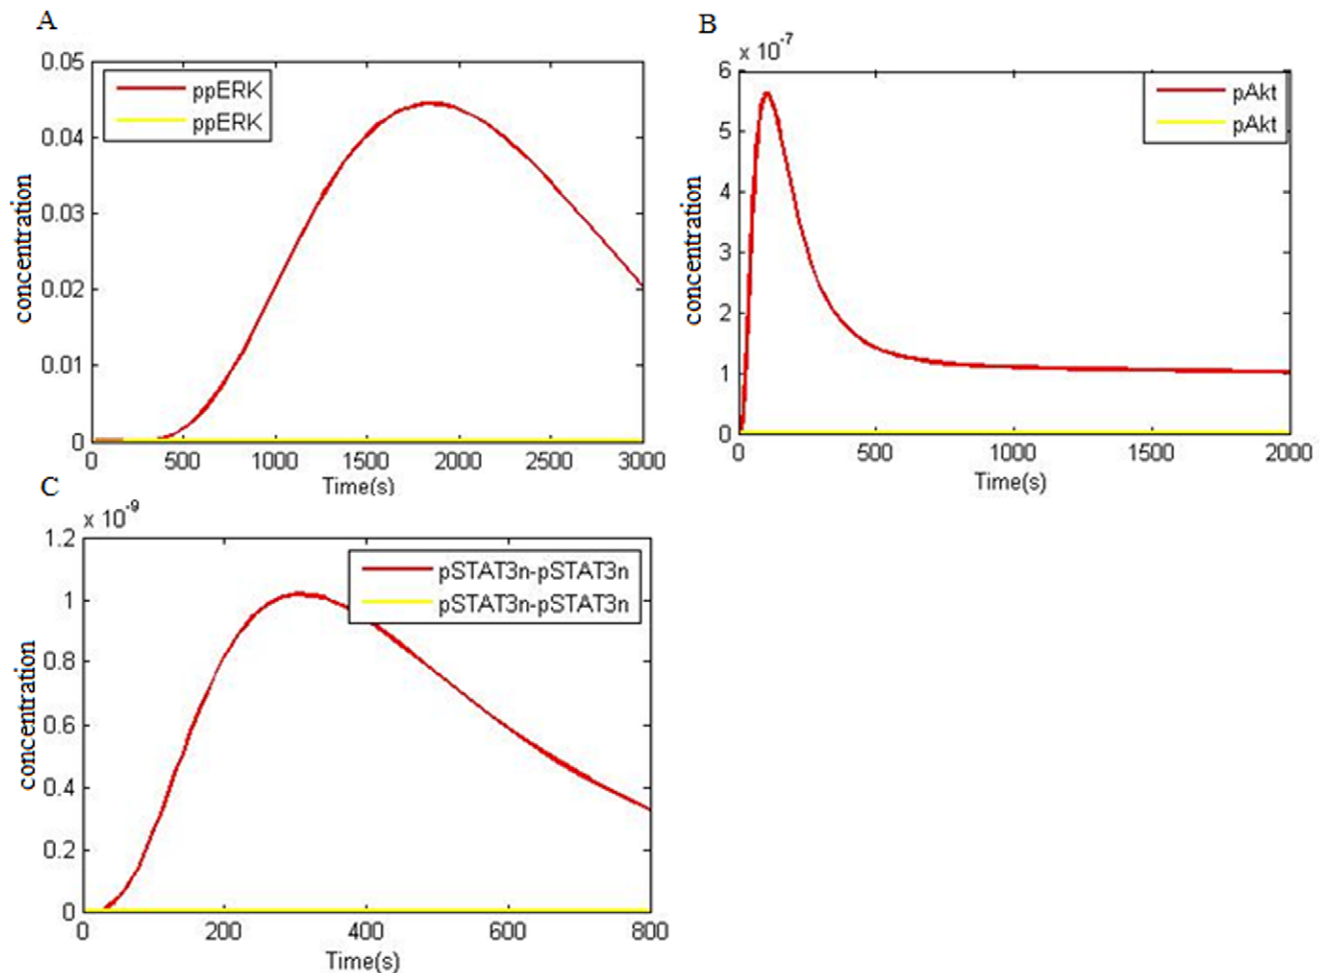 A
0.05
0.04
0.03
0.02
0.01
0
concentration
ppERK
ppERK
0 500 1000 1500 2000 2500 3000
Time(s)
B
x 10-7
6
5
4
3
2
1
0
concentration
pAkt
pAkt
0 500 1000 1500 2000
Time(s)
C
x 10-9
1.2
1
0.8
0.6
0.4
0.2
0
concentration
pSTAT3n-pSTAT3n
pSTAT3n-pSTAT3n
0 200 400 600 800
Time(s)